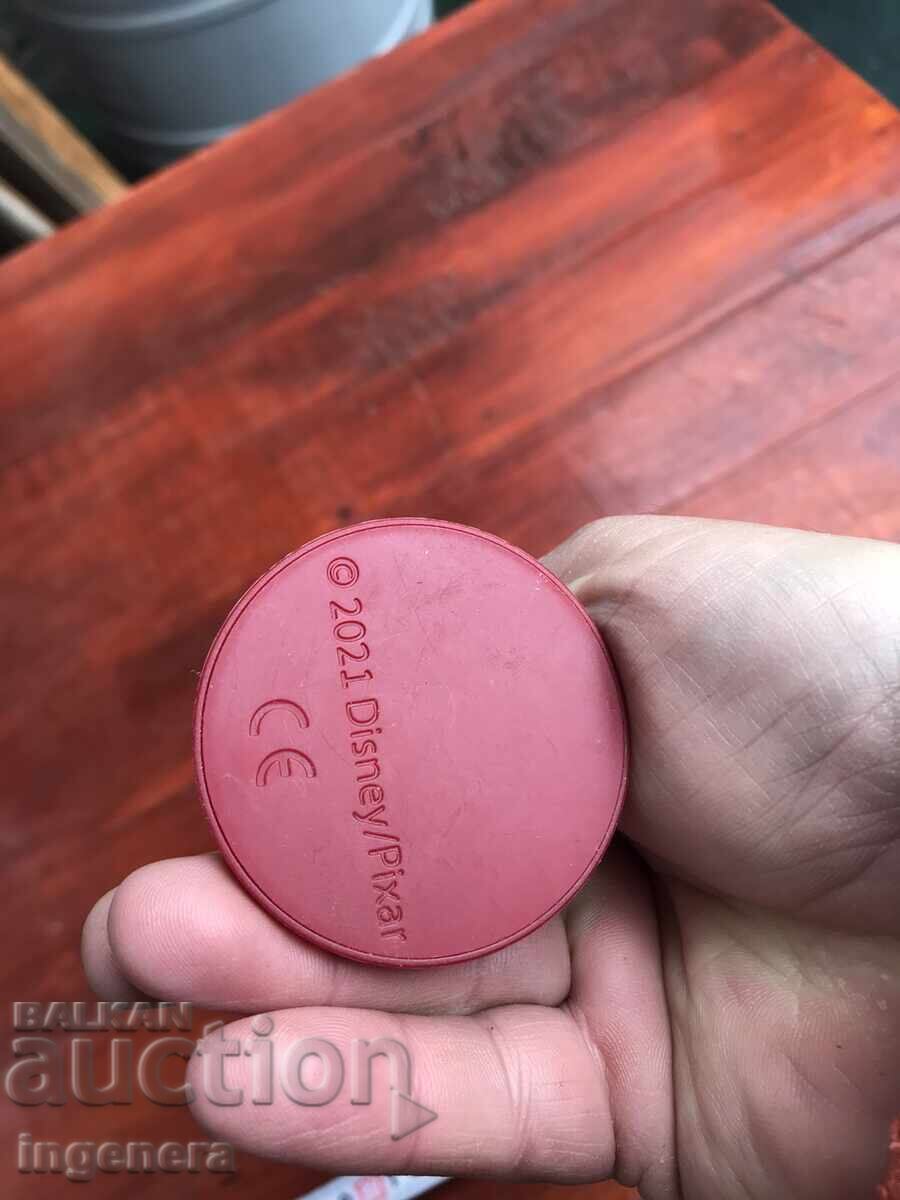 © 2021 Disney/Pixar
CE
BALKAN
auction
ingenera